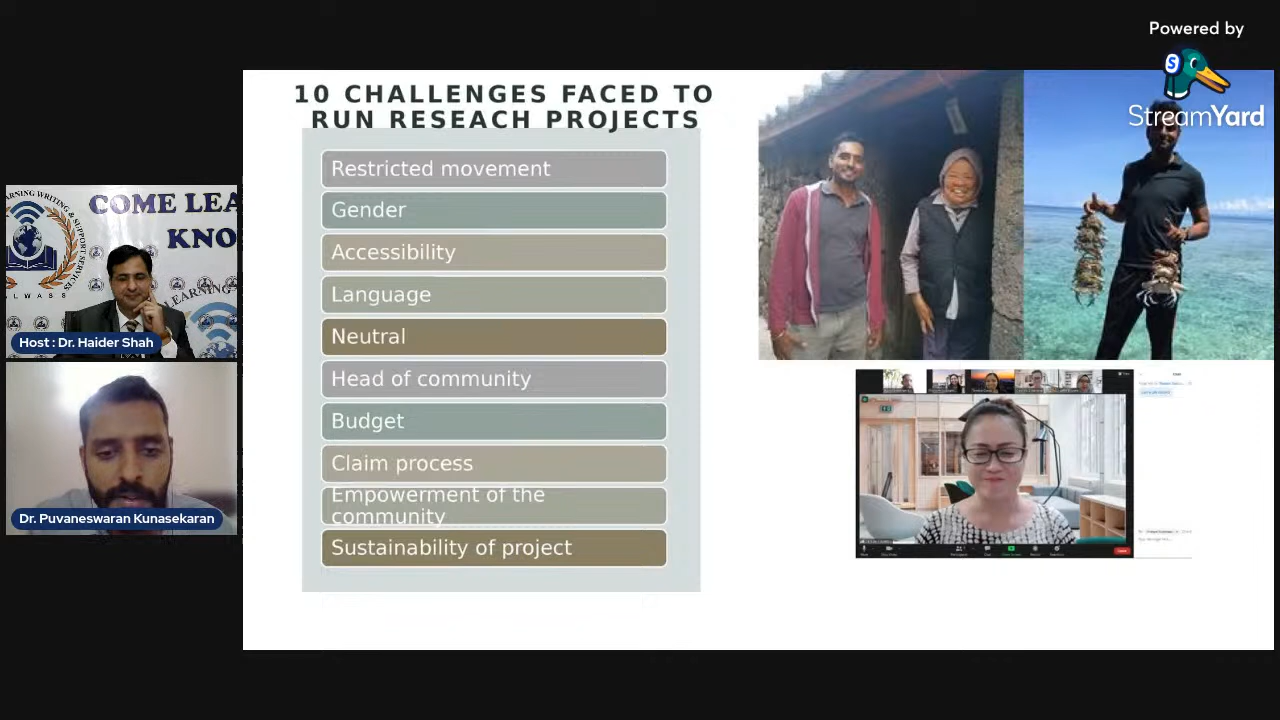 Powered by
StreamYard
10 CHALLENGES FACED TO
RUN RESEACH PROJECTS
Restricted movement
Gender
Accessibility
Language
Neutral
Head of community
Budget
Claim process
Empowerment of the
community
Sustainability of project
COME LEA
KNO
Host : Dr. Haider Shah
Dr. Puvaneswaran Kunasekaran